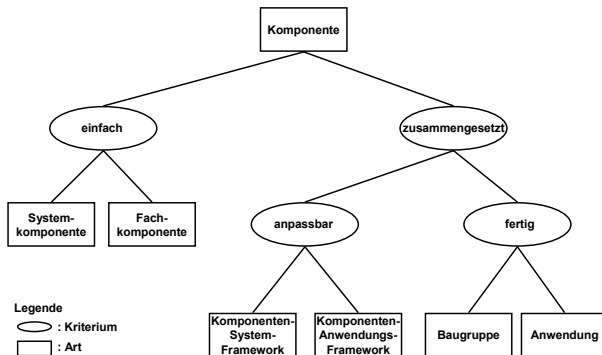 Komponente
einfach
zusammengesetzt
System-
komponente
Fach-
komponente
anpassbar
fertig
Legende
: Kriterium
: Art
Komponenten-
System-
Framework
Komponenten-
Anwendungs-
Framework
Baugruppe
Anwendung